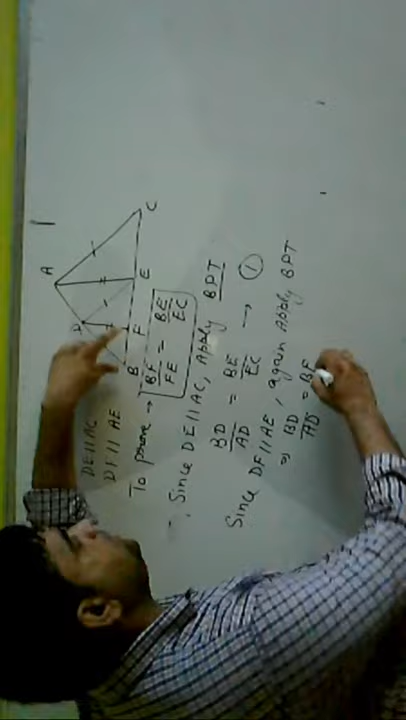 A
D
B
F
E
C
DE||AC
DF||AE
To prove → BF/FE = BE/EC
∴ Since DE||AC, Apply BPT
BD/AD = BE/EC → ①
Since DF||AE, again Apply BPT
⇒ BD/AD = BF